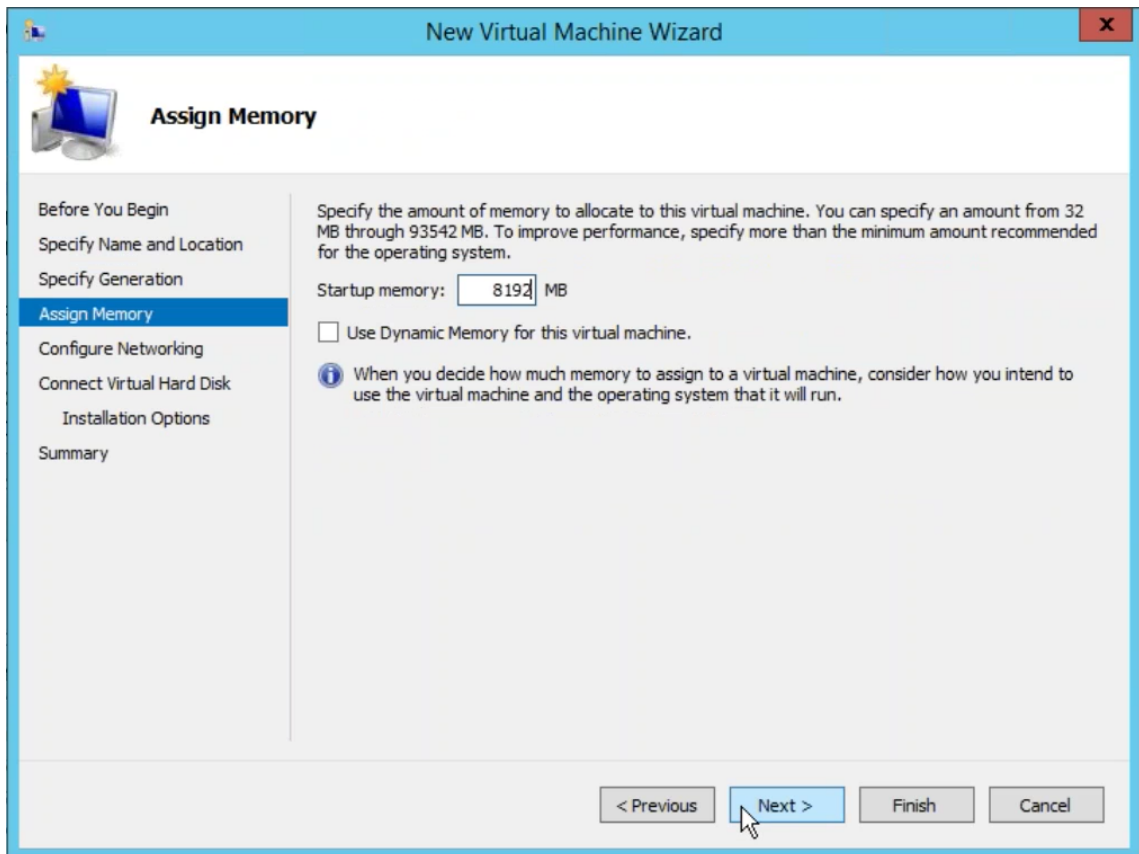 New Virtual Machine Wizard
X
Assign Memory
Before You Begin
Specify Name and Location
Specify Generation
Assign Memory
Configure Networking
Connect Virtual Hard Disk
Installation Options
Summary
Specify the amount of memory to allocate to this virtual machine. You can specify an amount from 32
MB through 93542 MB. To improve performance, specify more than the minimum amount recommended
for the operating system.
Startup memory: 8192 MB
Use Dynamic Memory for this virtual machine.
When you decide how much memory to assign to a virtual machine, consider how you intend to
use the virtual machine and the operating system that it will run.
< Previous Next > Finish Cancel